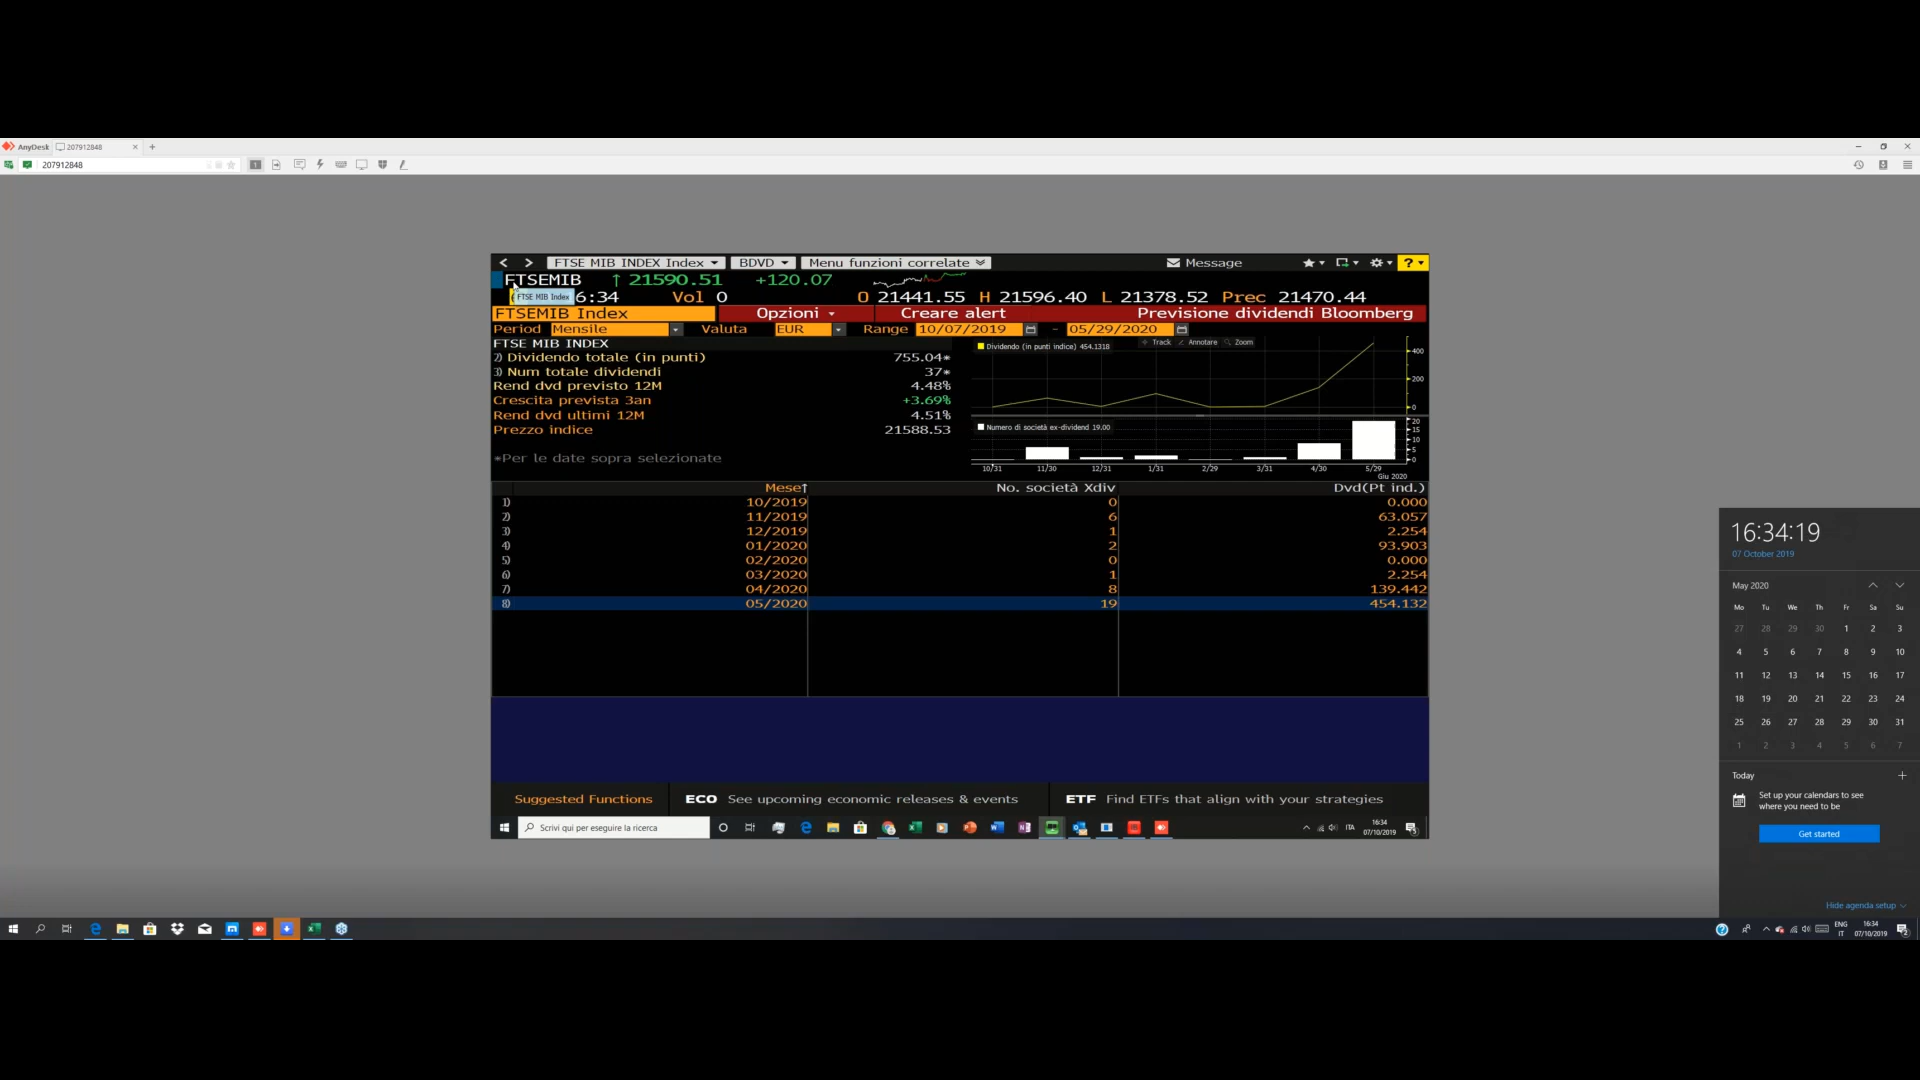 AnyDesk 207912848
207912848
FTSE MIB INDEX Index BDVD Menu funzioni correlate Message ?
FTSEMIB ↑ 21590.51 +120.07
FTSE MIB Index 6:34 Vol 0 O 21441.55 H 21596.40 L 21378.52 Prec 21470.44
FTSEMIB Index Opzioni Creare alert Previsione dividendi Bloomberg
Period Mensile Valuta EUR Range 10/07/2019 - 05/29/2020
FTSE MIB INDEX
2) Dividendo totale (in punti) 755.04*
3) Num totale dividendi 37*
Rend dvd previsto 12M 4.48%
Crescita prevista 3an +3.69%
Rend dvd ultimi 12M 4.51%
Prezzo indice 21588.53
*Per le date sopra selezionate
Dividendo (in punti indice) 454.1318 Track Annotare Zoom
400
200
0
Numero di società ex-dividend 19.00
20
15
10
5
0
10/31 11/30 12/31 1/31 2/29 3/31 4/30 5/29
Giu 2020
Mese↑ No. società Xdiv Dvd(Pt ind.)
1) 10/2019 0 0.000
2) 11/2019 6 63.057
3) 12/2019 1 2.254
4) 01/2020 2 93.903
5) 02/2020 0 0.000
6) 03/2020 1 2.254
7) 04/2020 8 139.442
8) 05/2020 19 454.132
Suggested Functions ECO See upcoming economic releases & events ETF Find ETFs that align with your strategies
Scrivi qui per eseguire la ricerca
ITA 16:34
07/10/2019
16:34:19
07 October 2019
May 2020
Mo Tu We Th Fr Sa Su
27 28 29 30 1 2 3
4 5 6 7 8 9 10
11 12 13 14 15 16 17
18 19 20 21 22 23 24
25 26 27 28 29 30 31
1 2 3 4 5 6 7
Today
Set up your calendars to see
where you need to be
Get started
Hide agenda setup
ENG 16:34
IT 07/10/2019